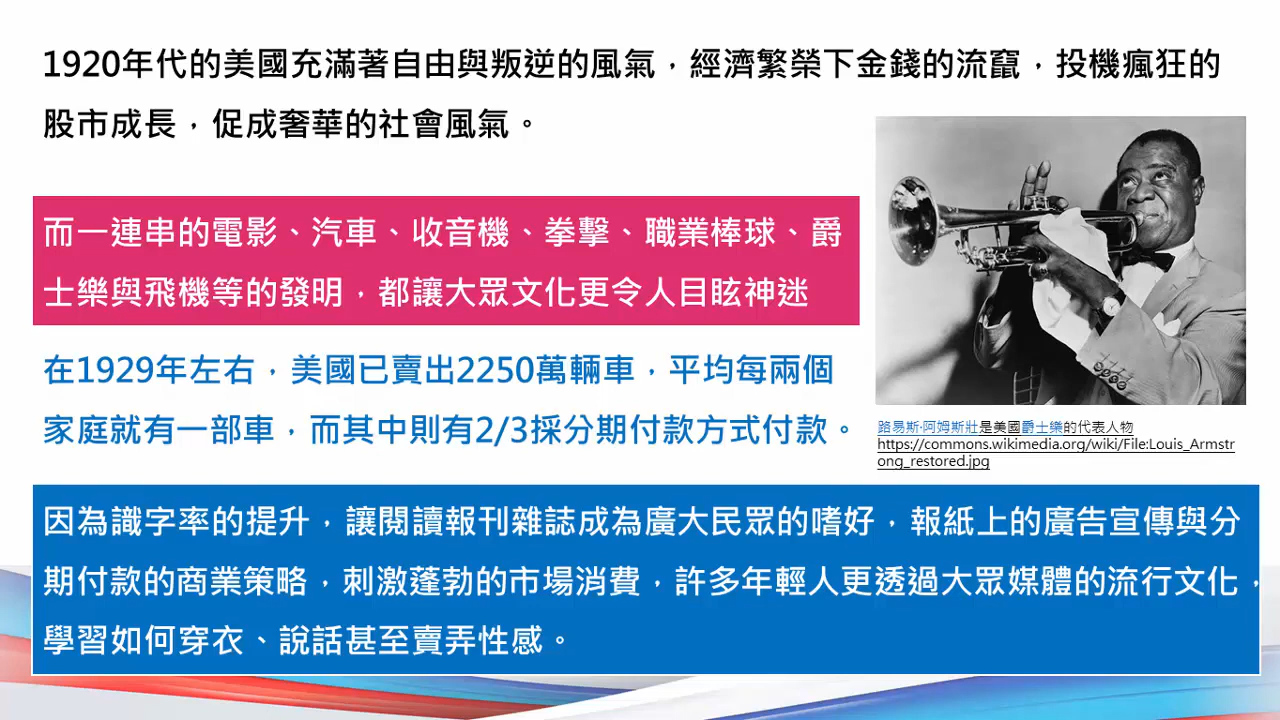 1920年代的美國充滿著自由與叛逆的風氣，經濟繁榮下金錢的流竄，投機瘋狂的
股市成長，促成奢華的社會風氣。
而一連串的電影、汽車、收音機、拳擊、職業棒球、爵
士樂與飛機等的發明，都讓大眾文化更令人目眩神迷
在1929年左右，美國已賣出2250萬輛車，平均每兩個
家庭就有一部車，而其中則有2/3採分期付款方式付款。
路易斯·阿姆斯壯是美國爵士樂的代表人物
https://commons.wikimedia.org/wiki/File:Louis_Armstr
ong_restored.jpg
因為識字率的提升，讓閱讀報刊雜誌成為廣大民眾的嗜好，報紙上的廣告宣傳與分
期付款的商業策略，刺激蓬勃的市場消費，許多年輕人更透過大眾媒體的流行文化，
學習如何穿衣、說話甚至賣弄性感。